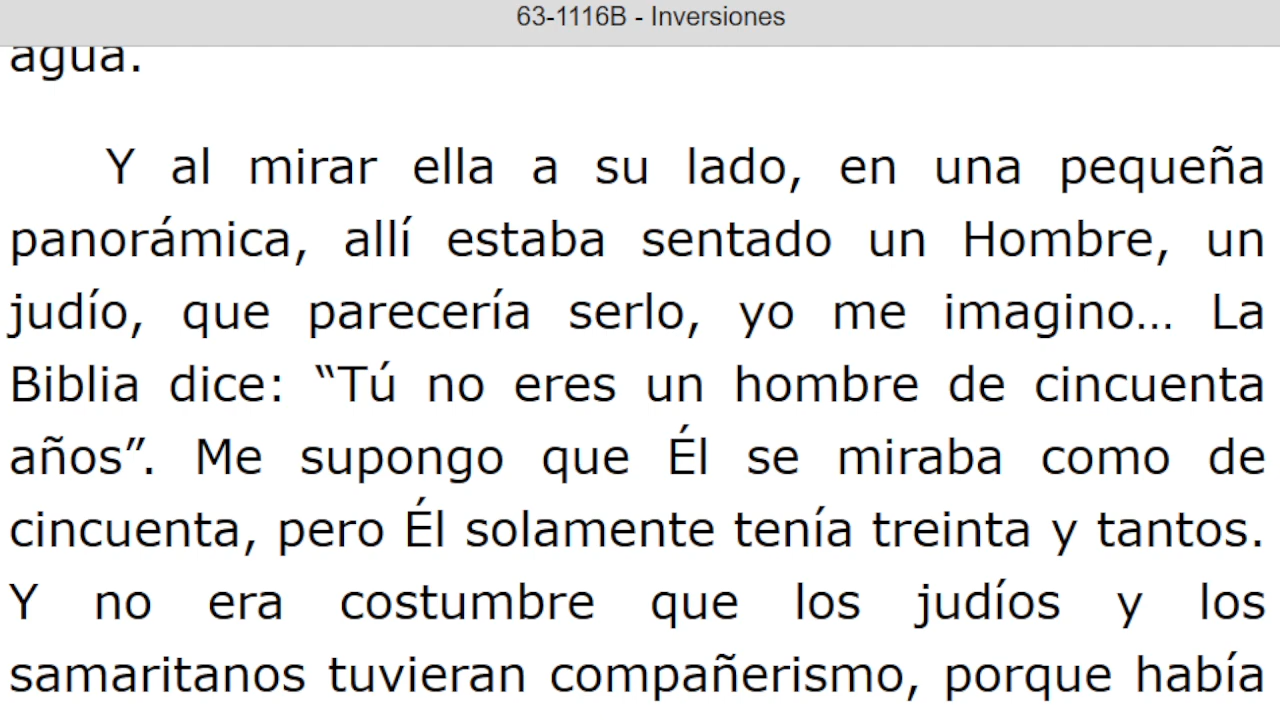 63-1116B - Inversiones
agua.
Y al mirar ella a su lado, en una pequeña
panorámica, allí estaba sentado un Hombre, un
judío, que parecería serlo, yo me imagino… La
Biblia dice: “Tú no eres un hombre de cincuenta
años”. Me supongo que Él se miraba como de
cincuenta, pero Él solamente tenía treinta y tantos.
Y no era costumbre que los judíos y los
samaritanos tuvieran compañerismo, porque había